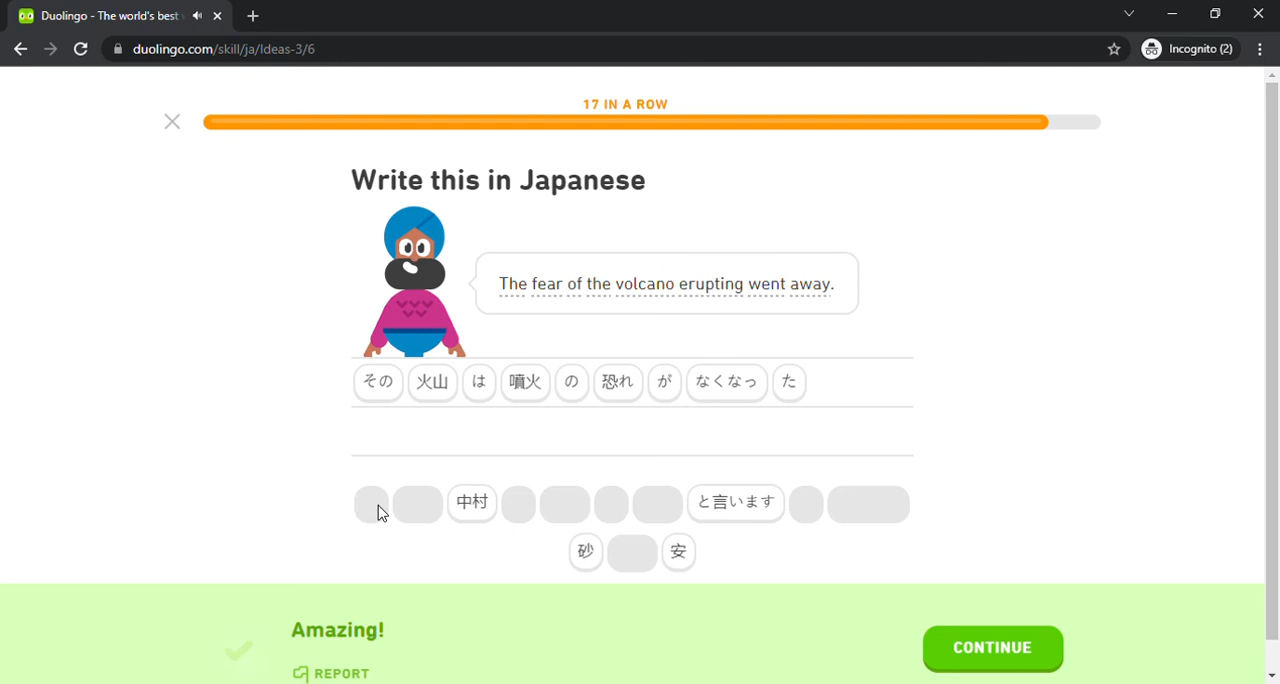 Duolingo - The world's best
duolingo.com/skill/ja/Ideas-3/6
Incognito (2)
17 IN A ROW
Write this in Japanese
The fear of the volcano erupting went away.
その 火山 は 噴火 の 恐れ が なくなっ た
中村 と言います
砂 安
Amazing!
REPORT
CONTINUE